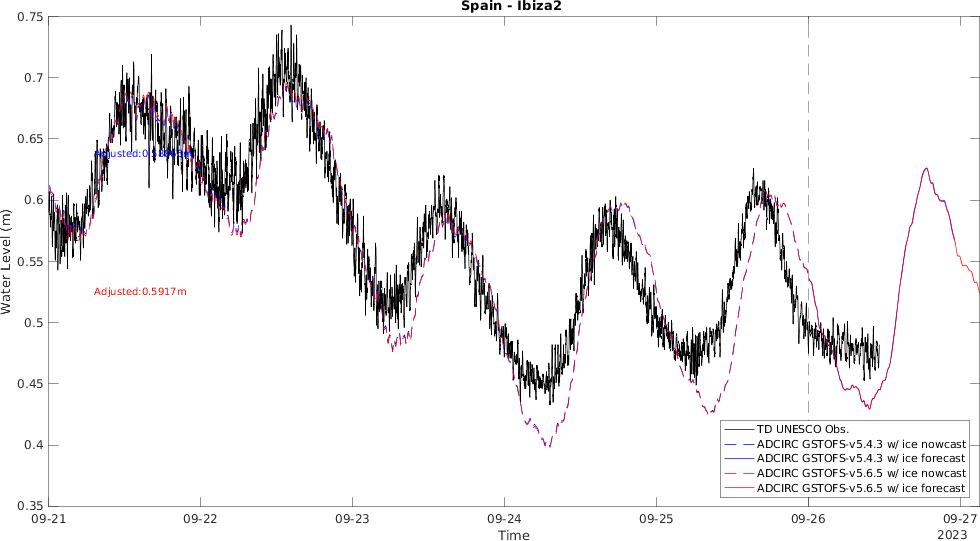 Spain - Ibiza2
0.75
0.7
0.65
0.6
0.55
0.5
0.45
0.4
0.35
Water Level (m)
Adjusted:
Adjusted:0.5917m
TD UNESCO Obs.
ADCIRC GSTOFS-v5.4.3 w/ ice nowcast
ADCIRC GSTOFS-v5.4.3 w/ ice forecast
ADCIRC GSTOFS-v5.6.5 w/ ice nowcast
ADCIRC GSTOFS-v5.6.5 w/ ice forecast
09-21 09-22 09-23 09-24 09-25 09-26 09-27
Time
2023